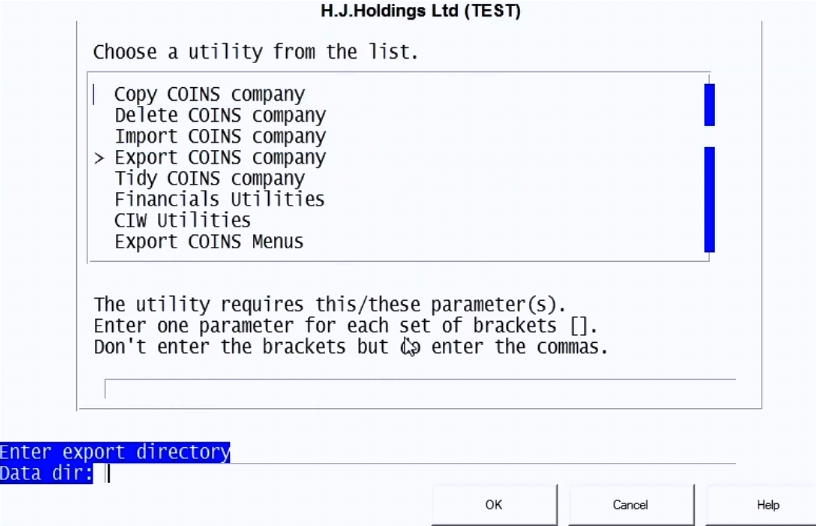 H.J.Holdings Ltd (TEST)
Choose a utility from the list.
Copy COINS company
Delete COINS company
Import COINS company
> Export COINS company
Tidy COINS company
Financials Utilities
CIW Utilities
Export COINS Menus
The utility requires this/these parameter(s).
Enter one parameter for each set of brackets [].
Don't enter the brackets but do enter the commas.
Enter export directory
Data dir:
OK Cancel Help